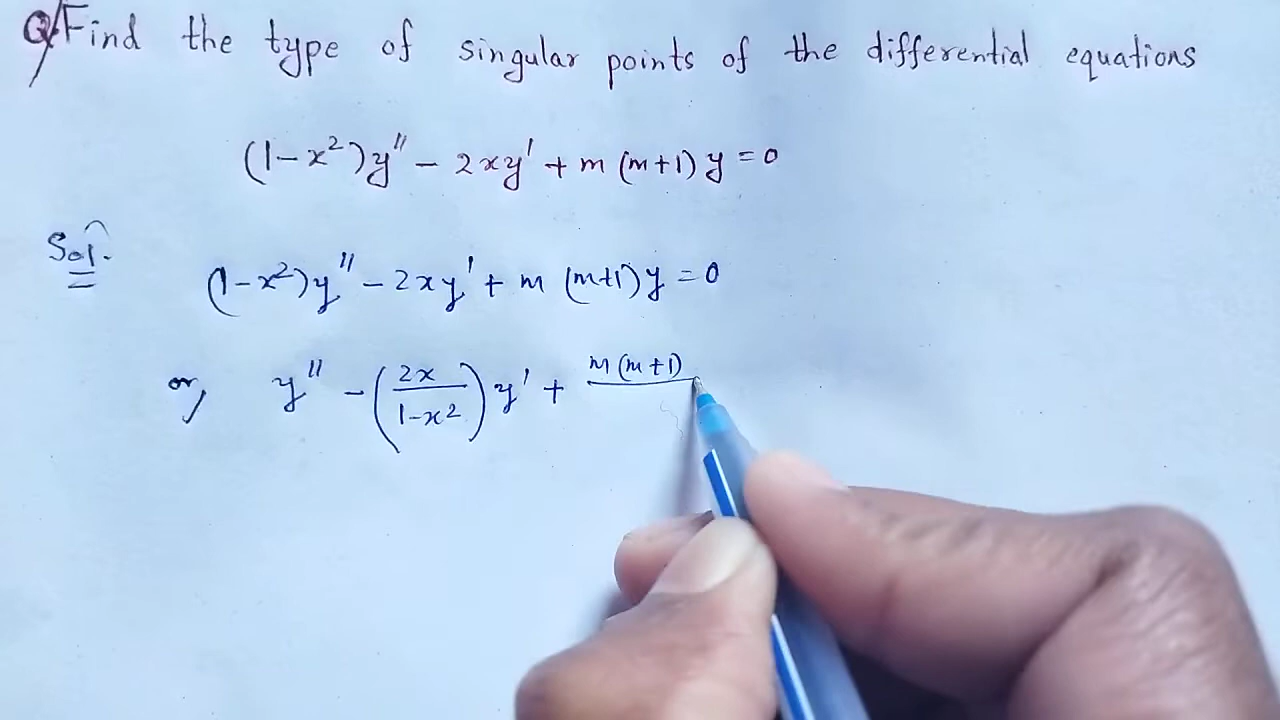 Q/ Find the type of singular points of the differential equations
(1-x²)y'' - 2xy' + m(m+1)y = 0
Sol.
(1-x²)y'' - 2xy' + m(m+1)y = 0
or, y'' - (2x/1-x²)y' + m(m+1)